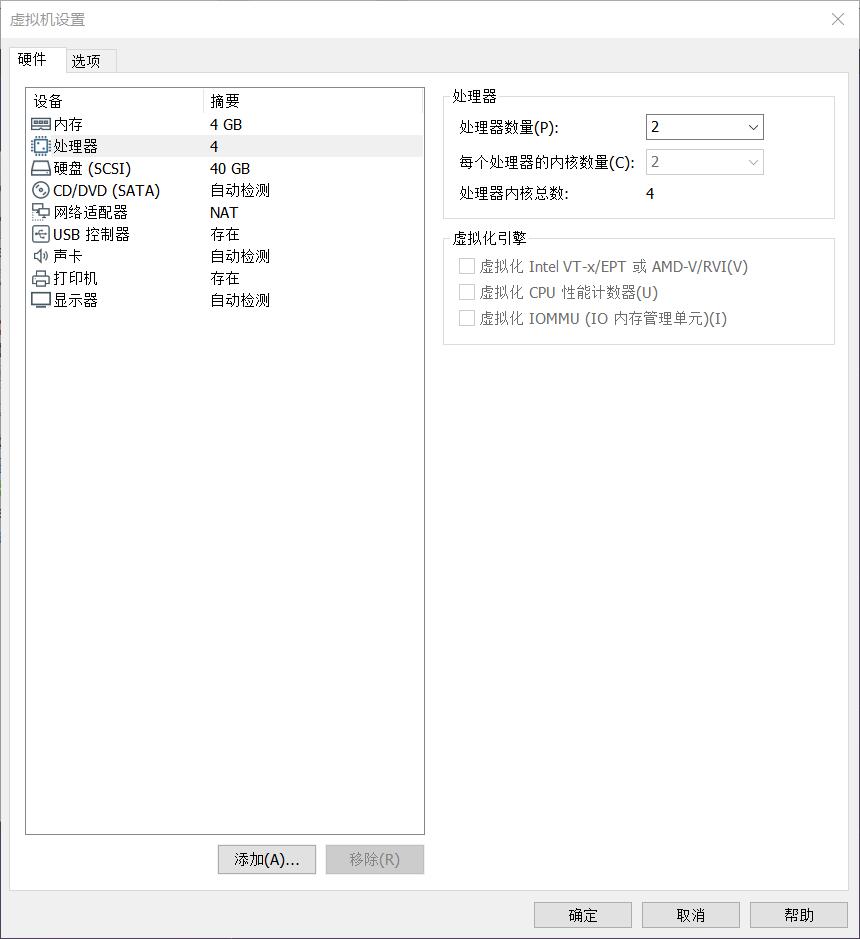 虚拟机设置
硬件 选项
设备 摘要
内存 4 GB
处理器 4
硬盘 (SCSI) 40 GB
CD/DVD (SATA) 自动检测
网络适配器 NAT
USB 控制器 存在
声卡 自动检测
打印机 存在
显示器 自动检测
添加(A)... 移除(R)
处理器
处理器数量(P): 2
每个处理器的内核数量(C): 2
处理器内核总数: 4
虚拟化引擎
虚拟化 Intel VT-x/EPT 或 AMD-V/RVI(V)
虚拟化 CPU 性能计数器(U)
虚拟化 IOMMU (IO 内存管理单元)(I)
确定 取消 帮助